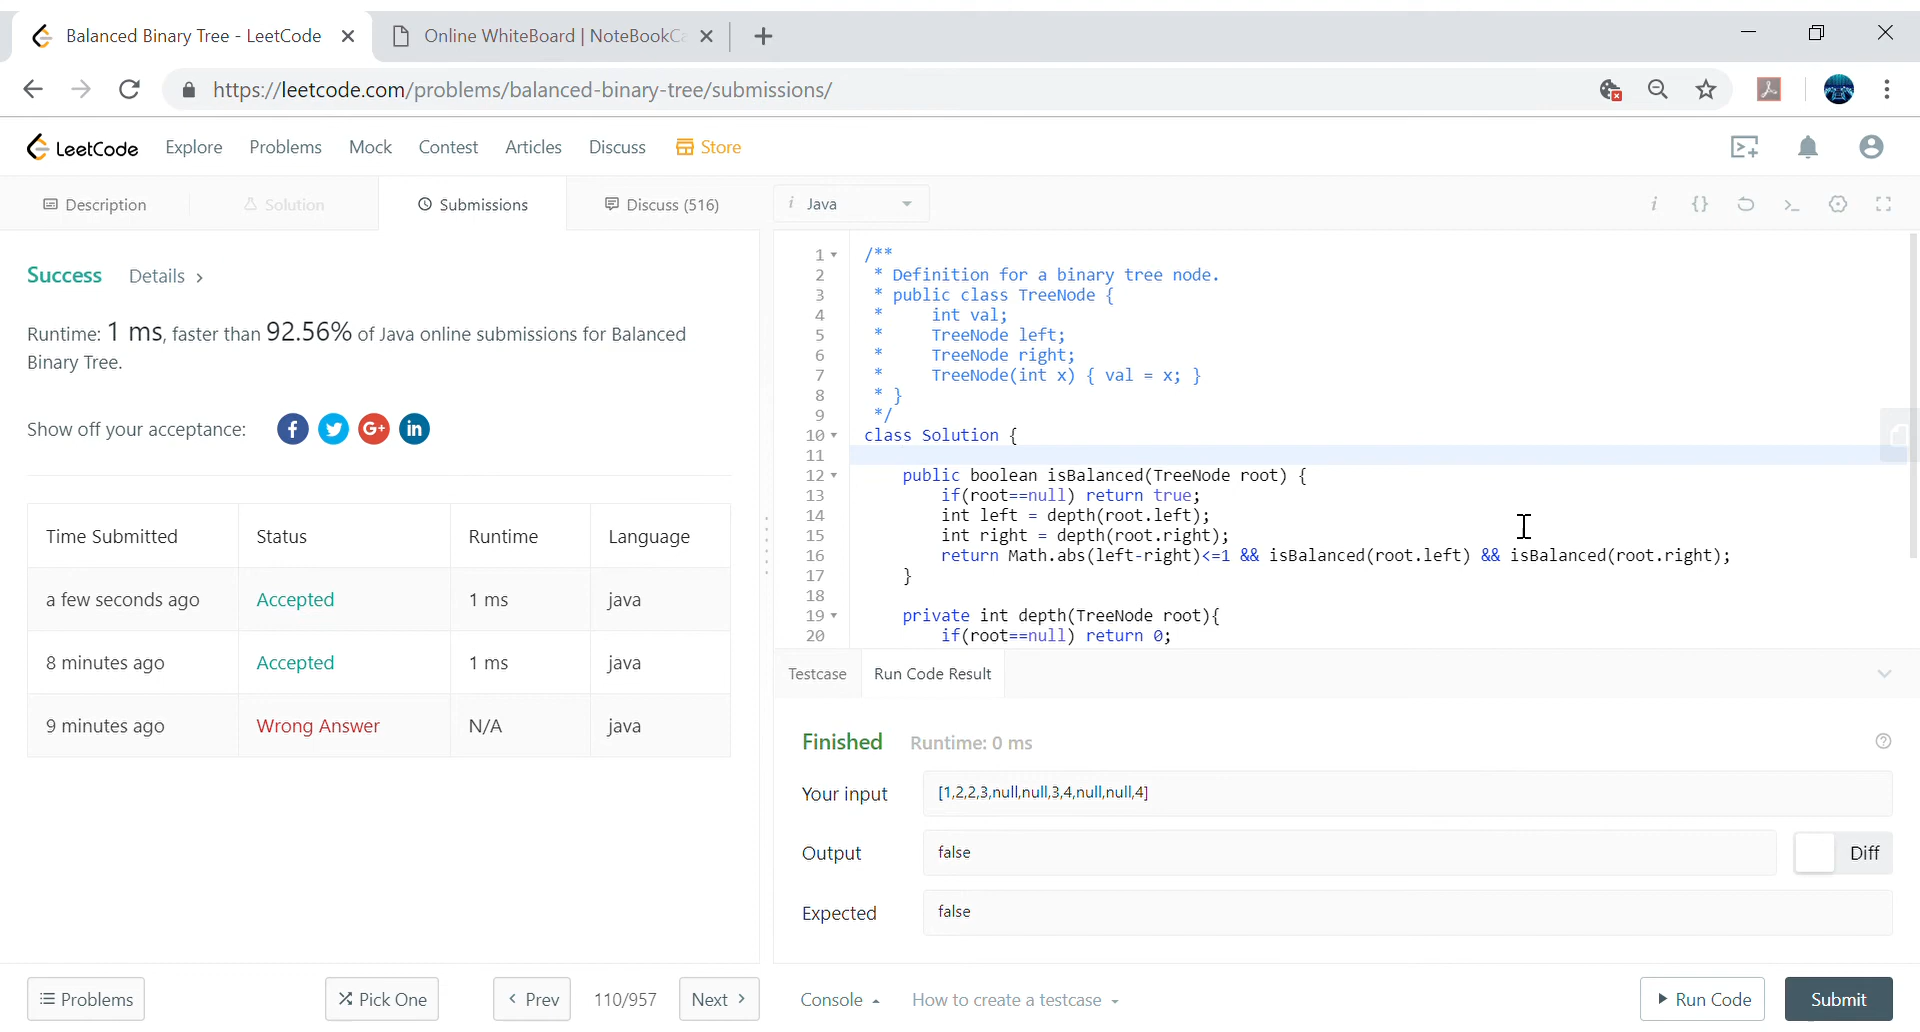 Balanced Binary Tree - LeetCode
Online WhiteBoard | NoteBookC
https://leetcode.com/problems/balanced-binary-tree/submissions/
LeetCode Explore Problems Mock Contest Articles Discuss Store
Description Solution Submissions Discuss (516)
i Java
Success Details >
Runtime: 1 ms, faster than 92.56% of Java online submissions for Balanced
Binary Tree.
Show off your acceptance:
Time Submitted Status Runtime Language
a few seconds ago Accepted 1 ms java
8 minutes ago Accepted 1 ms java
9 minutes ago Wrong Answer N/A java
1 /**
2 * Definition for a binary tree node.
3 * public class TreeNode {
4 * int val;
5 * TreeNode left;
6 * TreeNode right;
7 * TreeNode(int x) { val = x; }
8 * }
9 */
10 class Solution {
11
12 public boolean isBalanced(TreeNode root) {
13 if(root==null) return true;
14 int left = depth(root.left);
15 int right = depth(root.right);
16 return Math.abs(left-right)<=1 && isBalanced(root.left) && isBalanced(root.right);
17 }
18
19 private int depth(TreeNode root){
20 if(root==null) return 0;
Testcase Run Code Result
Finished Runtime: 0 ms
Your input [1,2,2,3,null,null,3,4,null,null,4]
Output false Diff
Expected false
Problems Pick One < Prev 110/957 Next >
Console How to create a testcase Run Code Submit